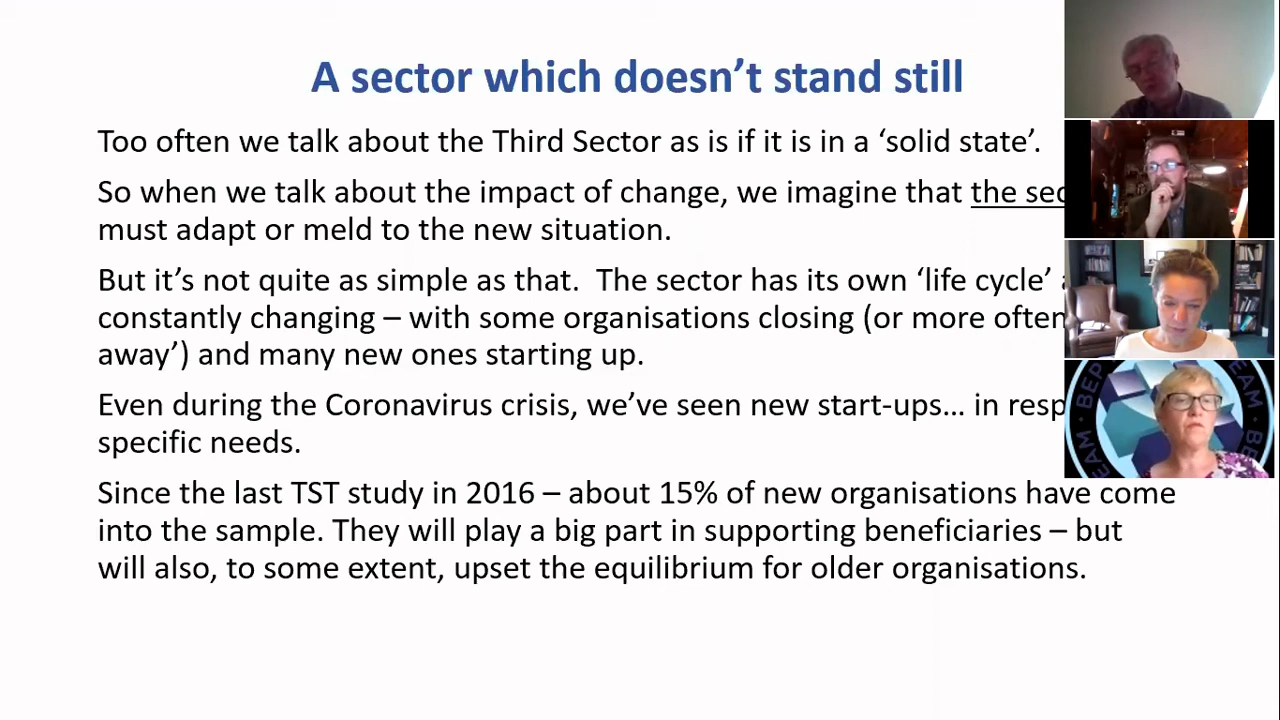 A sector which doesn’t stand still
Too often we talk about the Third Sector as is if it is in a ‘solid state’.
So when we talk about the impact of change, we imagine that the
must adapt or meld to the new situation.
But it’s not quite as simple as that.  The sector has its own ‘life cycle’
constantly changing – with some organisations closing (or more often
away’) and many new ones starting up.
Even during the Coronavirus crisis, we’ve seen new start-ups… in
specific needs.
Since the last TST study in 2016 – about 15% of new organisations have come
into the sample. They will play a big part in supporting beneficiaries – but
will also, to some extent, upset the equilibrium for older organisations.